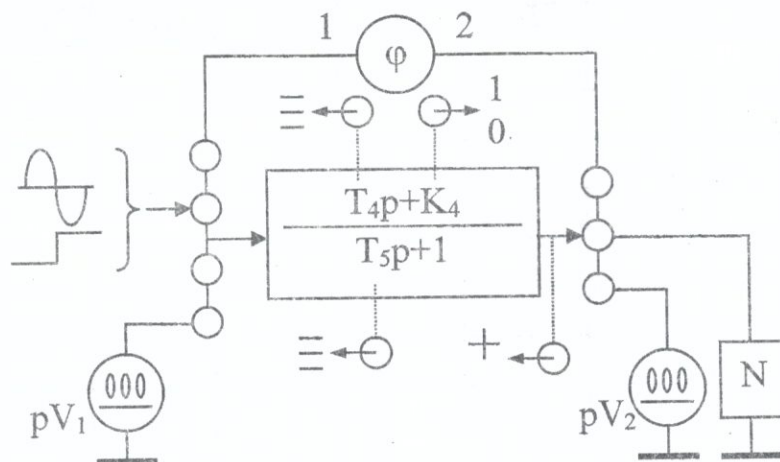 1 φ 2
1
0
T₄p+K₄
T₅p+1
+
000
pV₁
000
pV₂
N